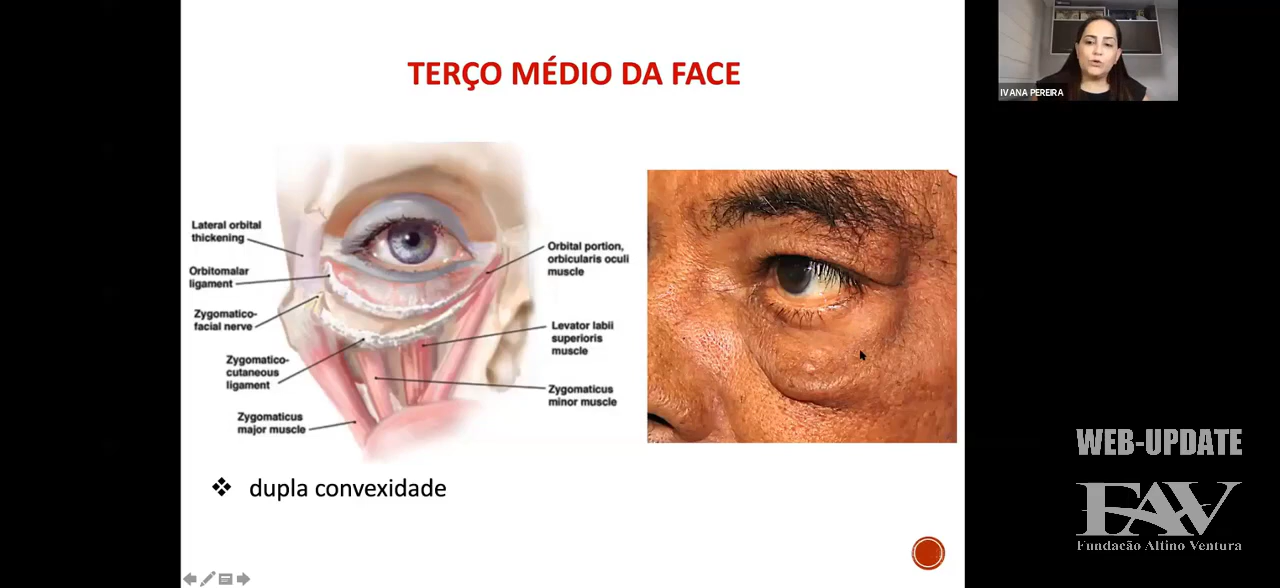 TERÇO MÉDIO DA FACE
IVANA PEREIRA
Lateral orbital
thickening
Orbitomalar
ligament
Zygomatico-
facial nerve
Zygomatico-
cutaneous
ligament
Zygomaticus
major muscle
Orbital portion,
orbicularis oculi
muscle
Levator labii
superioris
muscle
Zygomaticus
minor muscle
dupla convexidade
WEB-UPDATE
FAV
Fundação Altino Ventura